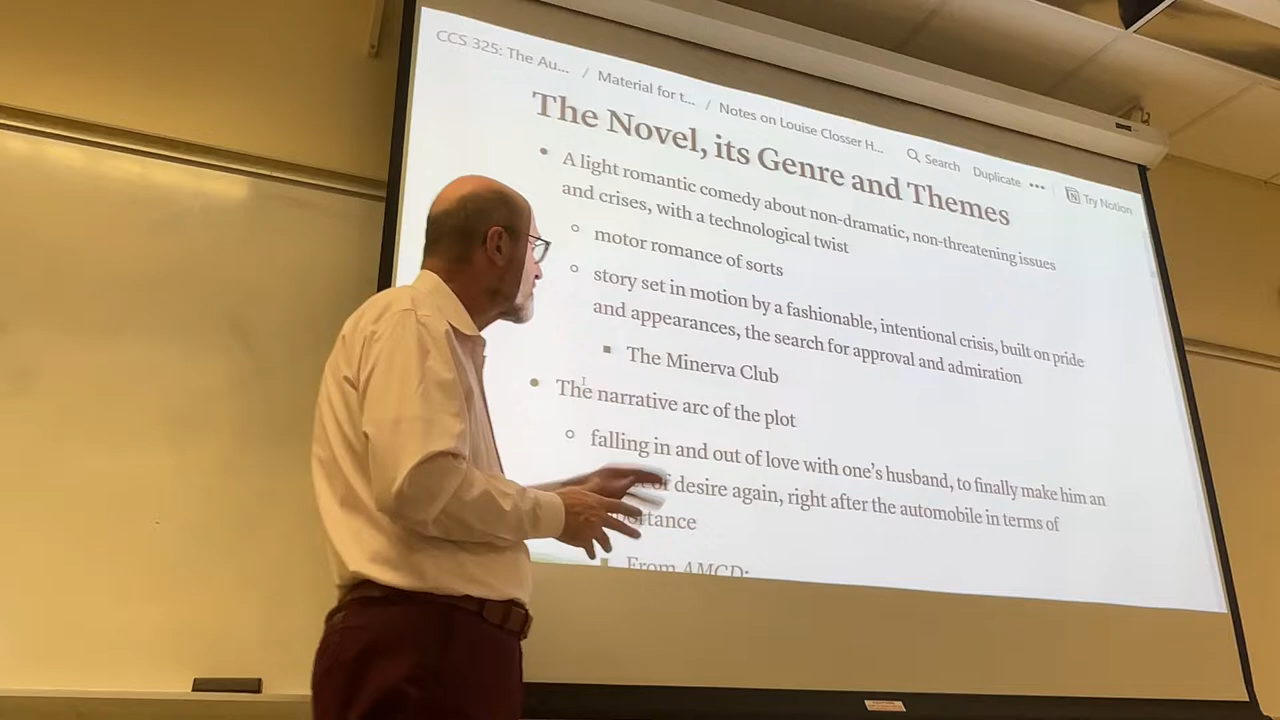 CCS 325: The Au... / Material for t... / Notes on Louise Closser H...
Search Duplicate ••• Try Notion
The Novel, its Genre and Themes
• A light romantic comedy about non-dramatic, non-threatening issues
and crises, with a technological twist
◦ motor romance of sorts
◦ story set in motion by a fashionable, intentional crisis, built on pride
and appearances, the search for approval and admiration
▪ The Minerva Club
• The narrative arc of the plot
◦ falling in and out of love with one's husband, to finally make him an
of desire again, right after the automobile in terms of
▪ From AMCD: